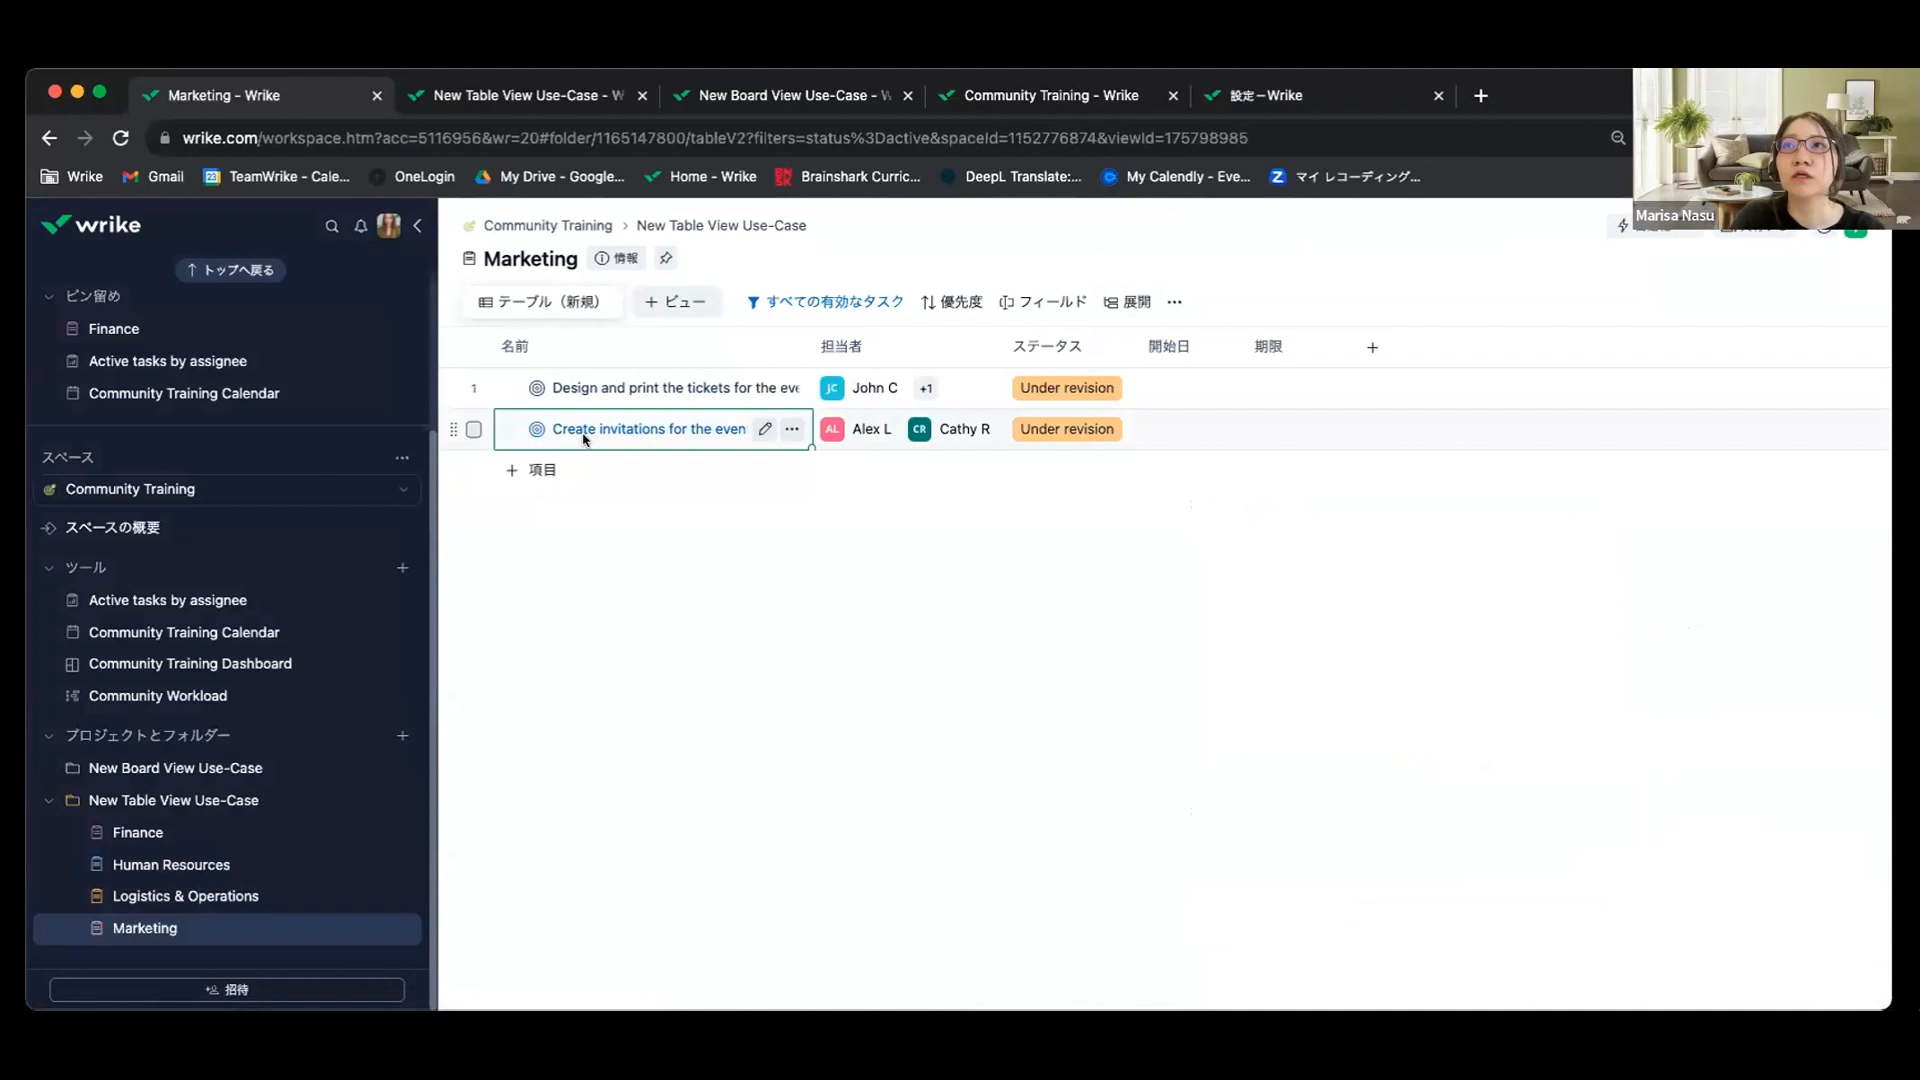 Marketing - Wrike
New Table View Use-Case - W
New Board View Use-Case - W
Community Training - Wrike
設定 – Wrike
wrike.com/workspace.htm?acc=5116956&wr=20#folder/1165147800/tableV2?filters=status%3Dactive&spaceId=1152776874&viewId=175798985
Wrike
Gmail
TeamWrike - Cale...
OneLogin
My Drive - Google...
Home - Wrike
Brainshark Curric...
DeepL Translate:...
My Calendly - Eve...
マイ レコーディング...
Marisa Nasu
wrike
トップへ戻る
ピン留め
Finance
Active tasks by assignee
Community Training Calendar
スペース
Community Training
スペースの概要
ツール
Active tasks by assignee
Community Training Calendar
Community Training Dashboard
Community Workload
プロジェクトとフォルダー
New Board View Use-Case
New Table View Use-Case
Finance
Human Resources
Logistics & Operations
Marketing
招待
Community Training > New Table View Use-Case
Marketing 情報
テーブル（新規） + ビュー すべての有効なタスク 優先度 フィールド 展開
名前 担当者 ステータス 開始日 期限
1 Design and print the tickets for the eve JC John C +1 Under revision
Create invitations for the even AL Alex L CR Cathy R Under revision
+ 項目